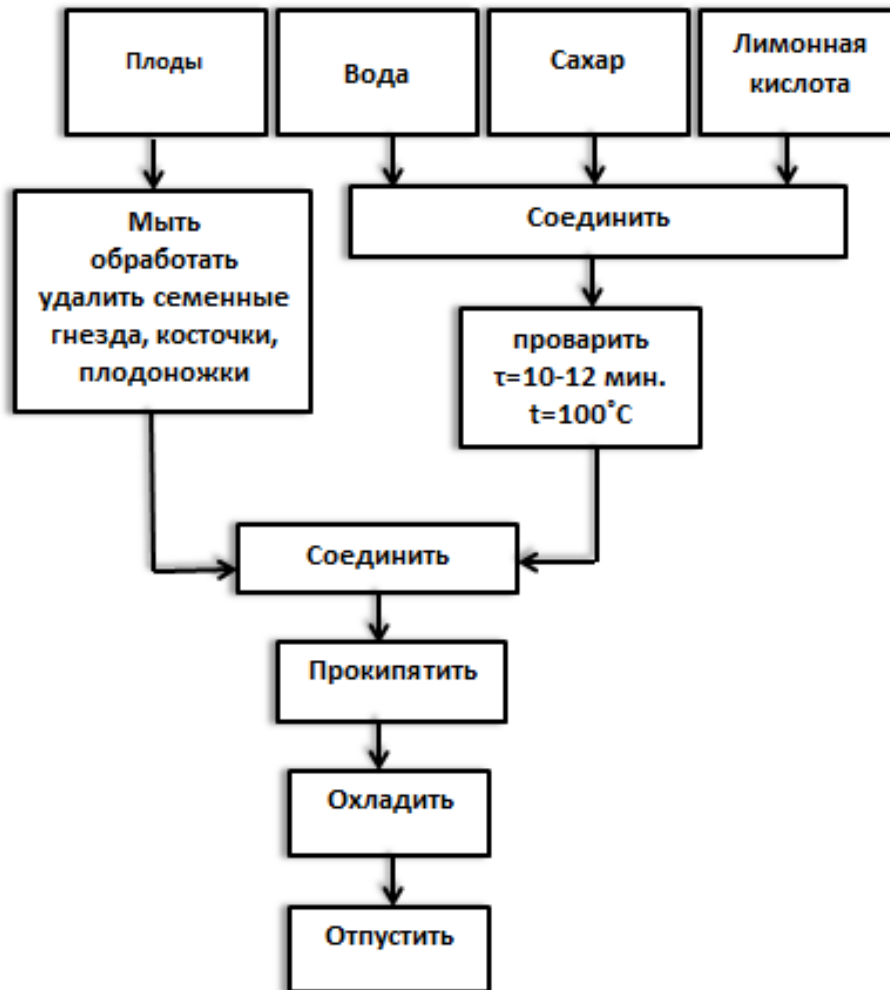 Плоды
Вода
Сахар
Лимонная
кислота
Мыть
обработать
удалить семенные
гнезда, косточки,
плодоножки
Соединить
проварить
τ=10-12 мин.
t=100˚С
Соединить
Прокипятить
Охладить
Отпустить